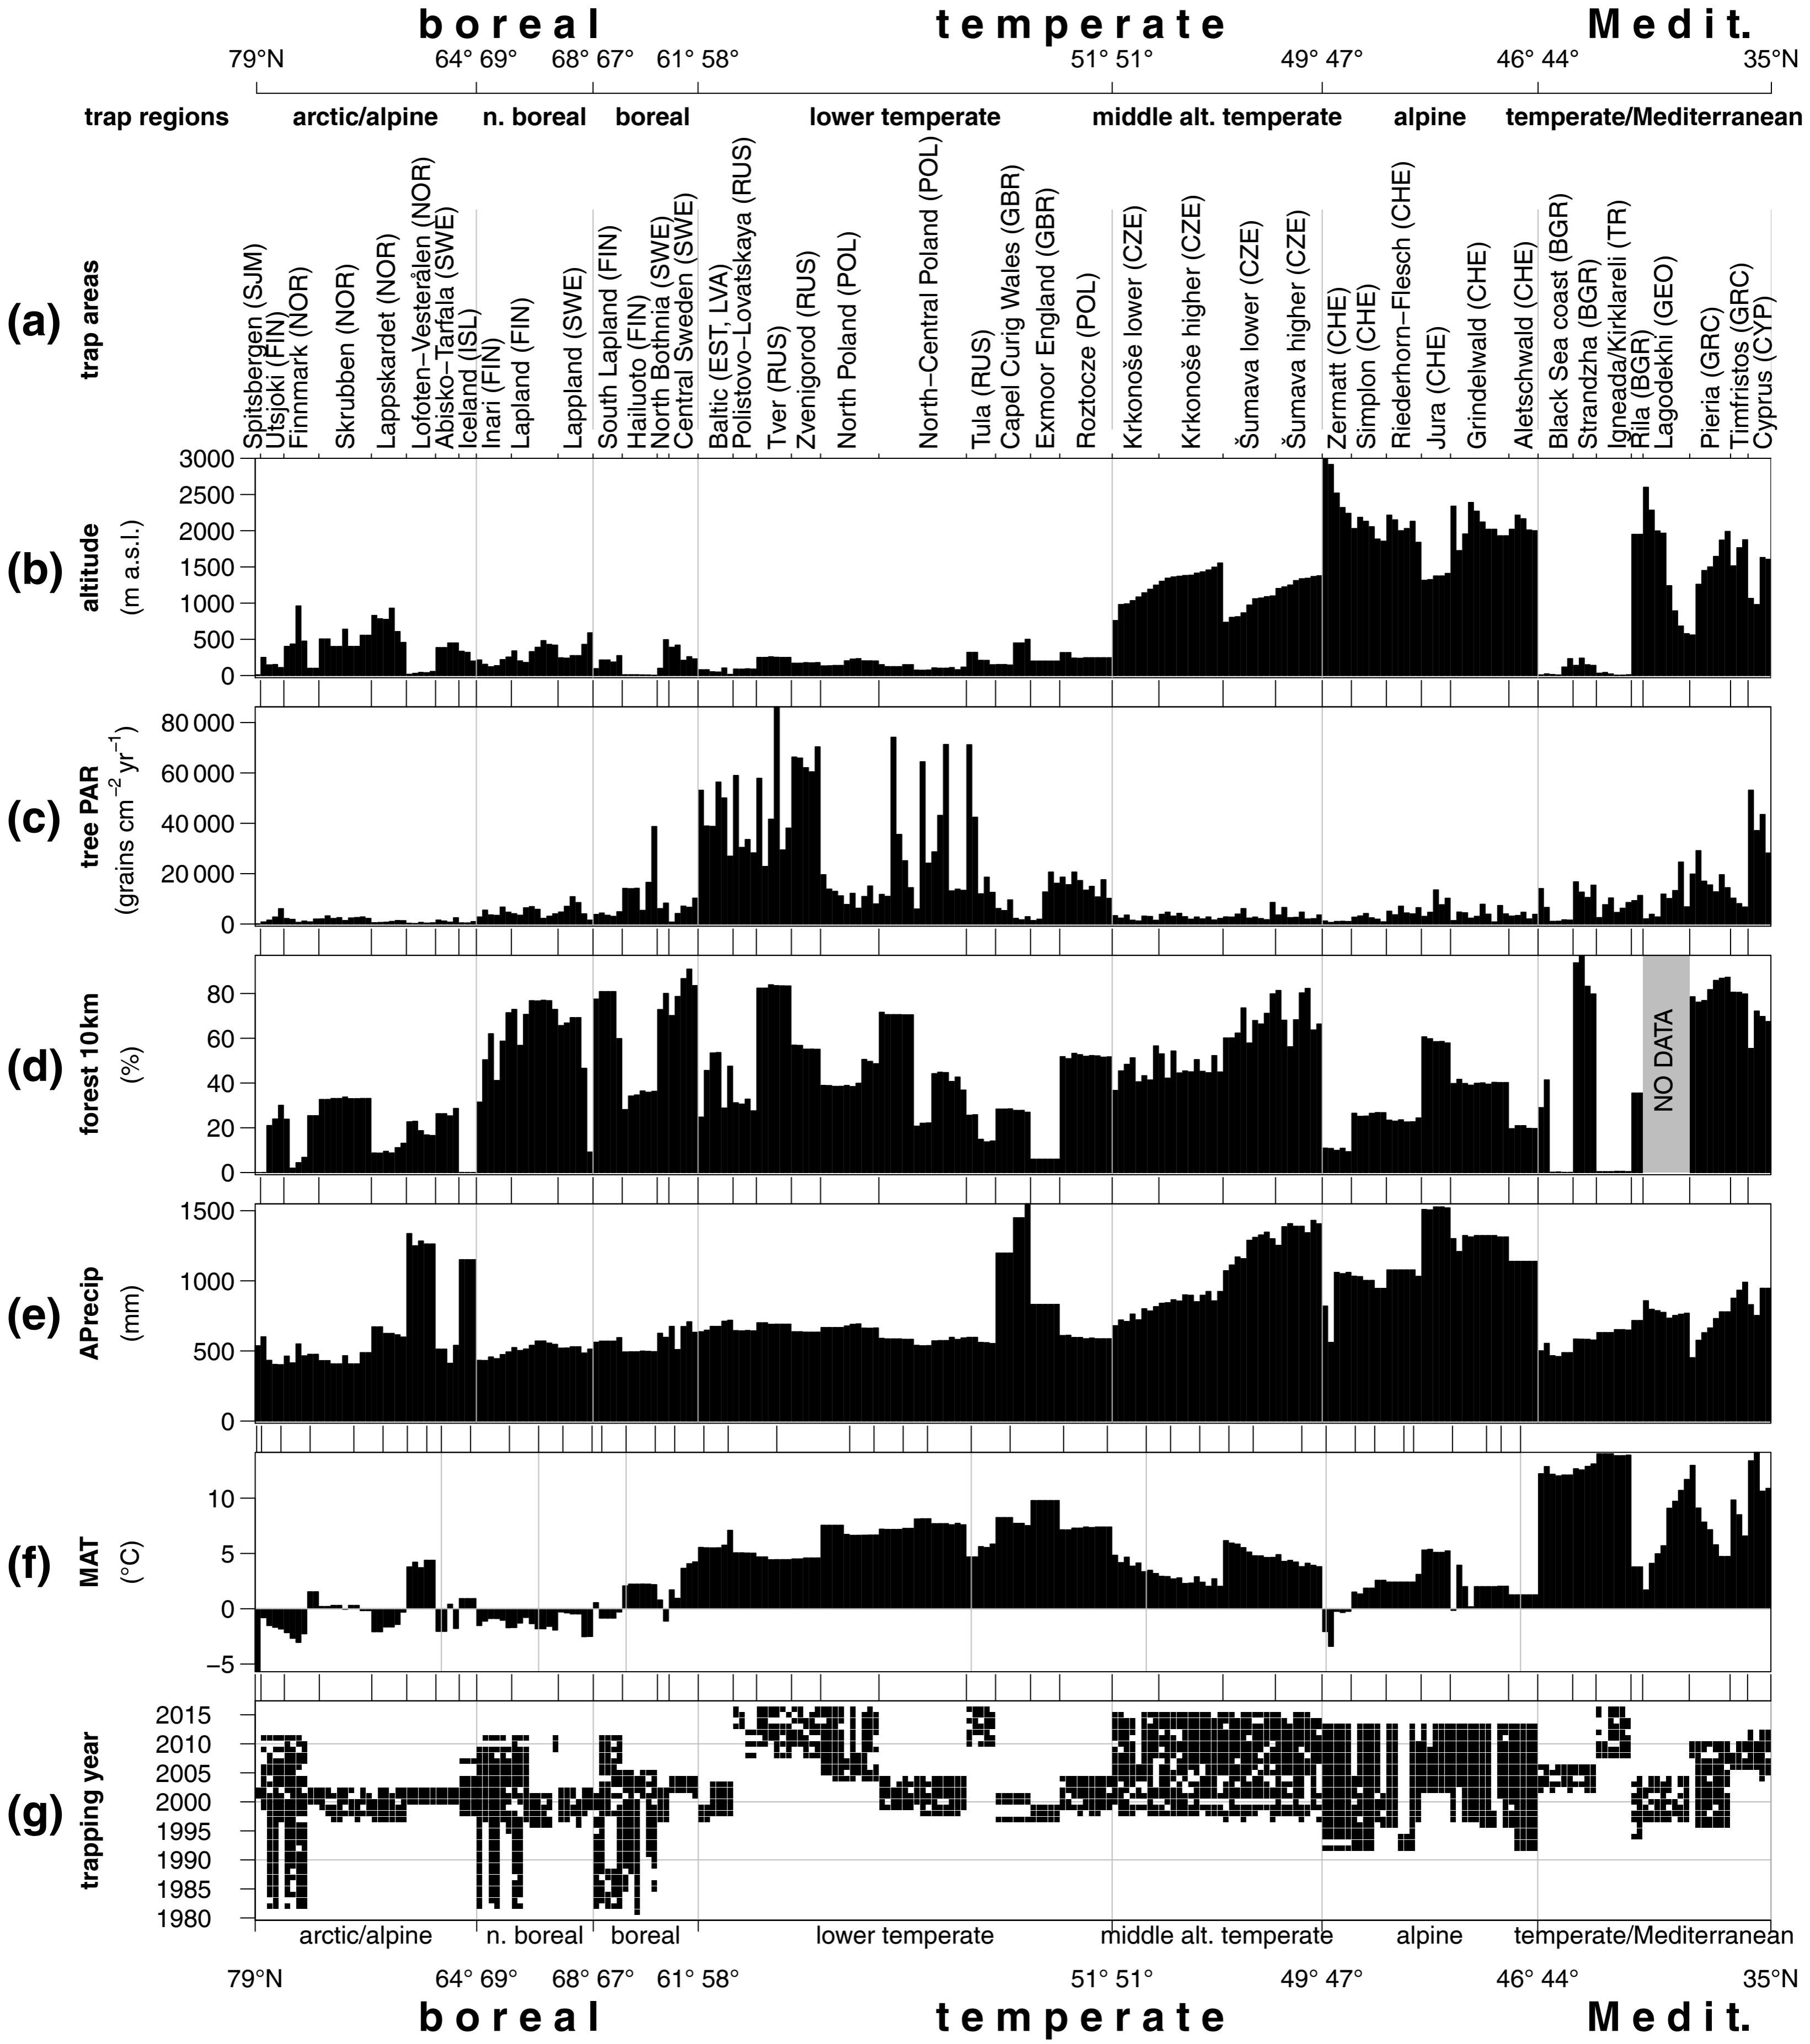 boreal temperate Medit.
79°N 64° 69° 68° 67° 61° 58° 51° 51° 49° 47° 46° 44° 35°N
trap regions arctic/alpine n. boreal boreal lower temperate middle alt. temperate alpine temperate/Mediterranean
(a) trap areas
Spitsbergen (SJM)
Utsjoki (FIN)
Finnmark (NOR)
Skrubben (NOR)
Lappskardet (NOR)
Lofoten–Vesterålen (NOR)
Abisko–Tarfala (SWE)
Iceland (ISL)
Inari (FIN)
Lapland (FIN)
Lappland (SWE)
South Lapland (FIN)
Hailuoto (FIN)
North Bothnia (SWE)
Central Sweden (SWE)
Baltic (EST, LVA)
Polistovo–Lovatskaya (RUS)
Tver (RUS)
Zvenigorod (RUS)
North Poland (POL)
North–Central Poland (POL)
Tula (RUS)
Capel Curig Wales (GBR)
Exmoor England (GBR)
Roztocze (POL)
Krkonoše lower (CZE)
Krkonoše higher (CZE)
Šumava lower (CZE)
Šumava higher (CZE)
Zermatt (CHE)
Simplon (CHE)
Riederhorn–Flesch (CHE)
Jura (CHE)
Grindelwald (CHE)
Aletschwald (CHE)
Black Sea coast (BGR)
Strandzha (BGR)
Igneada/Kirklareli (TR)
Rila (BGR)
Lagodekhi (GEO)
Pieria (GRC)
Timfristos (GRC)
Cyprus (CYP)
(b) altitude
(m a.s.l.)
3000
2500
2000
1500
1000
500
0
(c) tree PAR
(grains cm⁻² yr⁻¹)
80 000
60 000
40 000
20 000
0
(d) forest 10km
(%)
80
60
40
20
0
NO DATA
(e) APrecip
(mm)
1500
1000
500
0
(f) MAT
(°C)
10
5
0
−5
(g) trapping year
2015
2010
2005
2000
1995
1990
1985
1980
arctic/alpine n. boreal boreal lower temperate middle alt. temperate alpine temperate/Mediterranean
79°N 64° 69° 68° 67° 61° 58° 51° 51° 49° 47° 46° 44° 35°N
boreal temperate Medit.